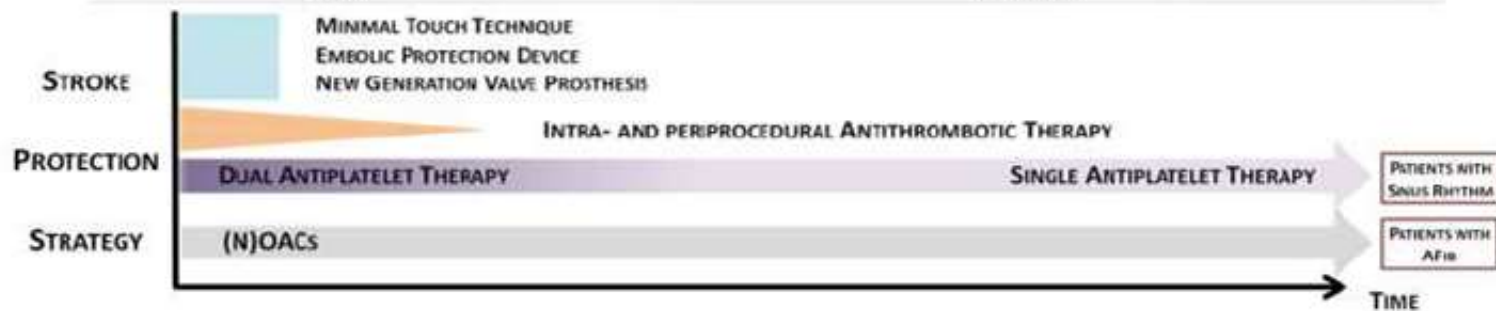 MINIMAL TOUCH TECHNIQUE
EMBOLIC PROTECTION DEVICE
NEW GENERATION VALVE PROSTHESIS
STROKE
INTRA- AND PERIPROCEDURAL ANTITHROMBOTIC THERAPY
PROTECTION
DUAL ANTIPLATELET THERAPY
SINGLE ANTIPLATELET THERAPY
PATIENTS WITH
SINUS RHYTHM
STRATEGY
(N)OACS
PATIENTS WITH
AFIB
TIME